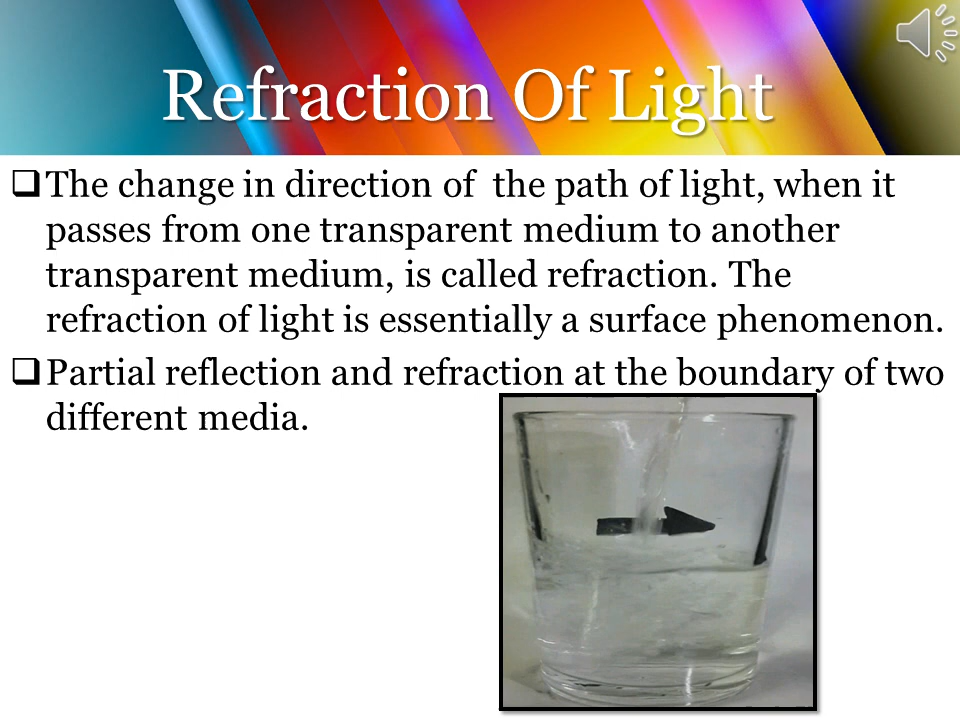 Refraction Of Light
The change in direction of the path of light, when it
passes from one transparent medium to another
transparent medium, is called refraction. The
refraction of light is essentially a surface phenomenon.
Partial reflection and refraction at the boundary of two
different media.